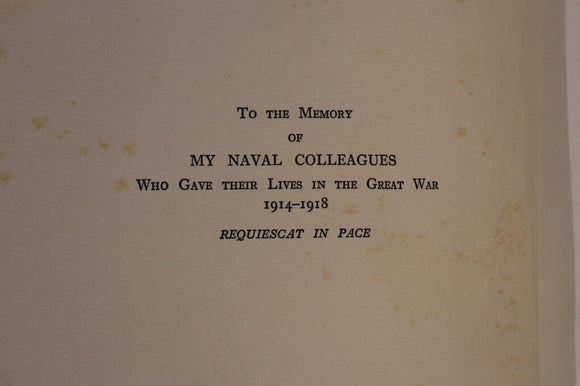 To the Memory
of
MY NAVAL COLLEAGUES
Who Gave their Lives in the Great War
1914–1918
REQUIESCAT IN PACE